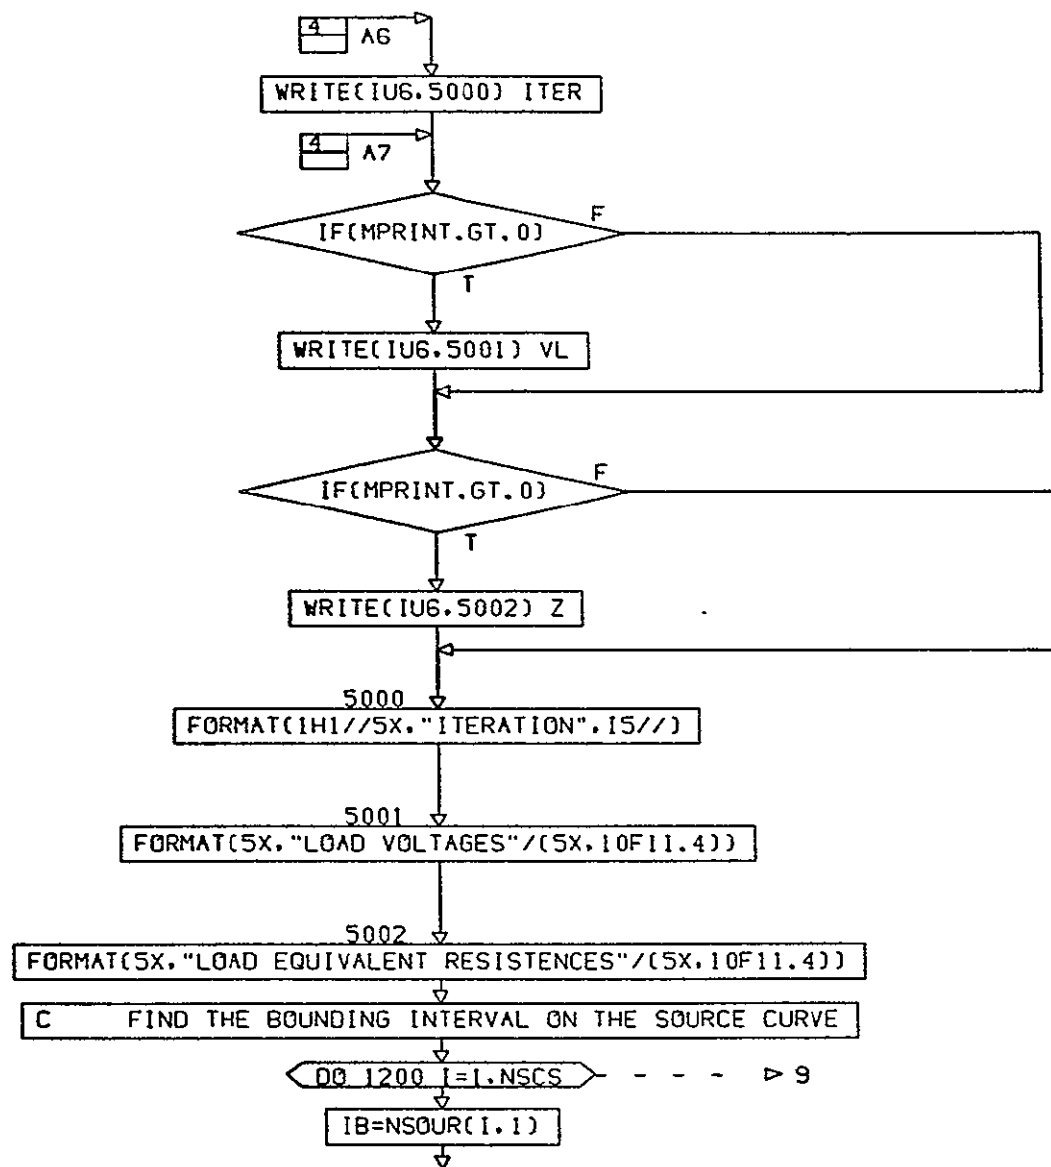 4 A6
WRITE(IU6,5000) ITER
4 A7
IF(MPRINT.GT.0)
F
T
WRITE(IU6,5001) VL
IF(MPRINT.GT.0)
F
T
WRITE(IU6,5002) Z
5000
FORMAT(1H1//5X,"ITERATION",I5//)
5001
FORMAT(5X,"LOAD VOLTAGES"/(5X,10F11.4))
5002
FORMAT(5X,"LOAD EQUIVALENT RESISTENCES"/(5X,10F11.4))
C FIND THE BOUNDING INTERVAL ON THE SOURCE CURVE
DO 1200 I=1,NSCS 9
IB=NSOUR(I,1)